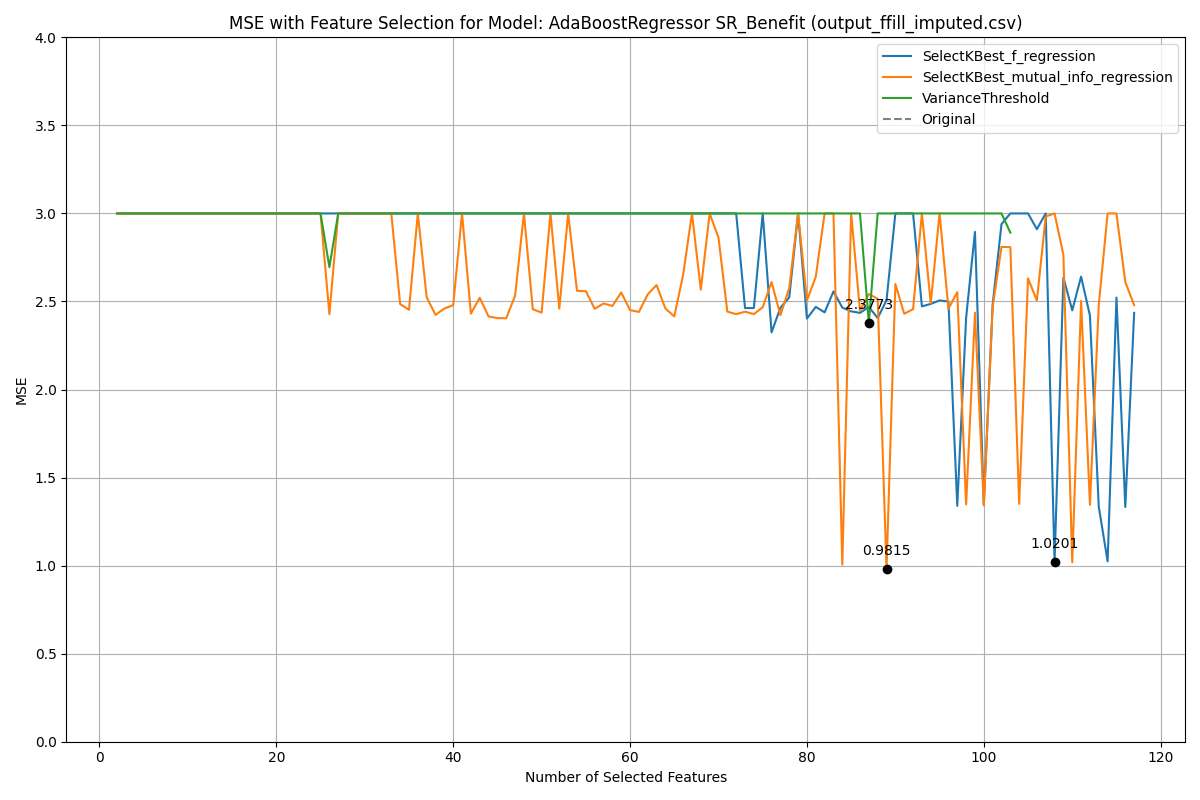 MSE with Feature Selection for Model: AdaBoostRegressor SR_Benefit (output_ffill_imputed.csv)
SelectKBest_f_regression
SelectKBest_mutual_info_regression
VarianceThreshold
Original
4.0
3.5
3.0
2.5
2.0
1.5
1.0
0.5
0.0
MSE
2.3773
0.9815
1.0201
0 20 40 60 80 100 120
Number of Selected Features